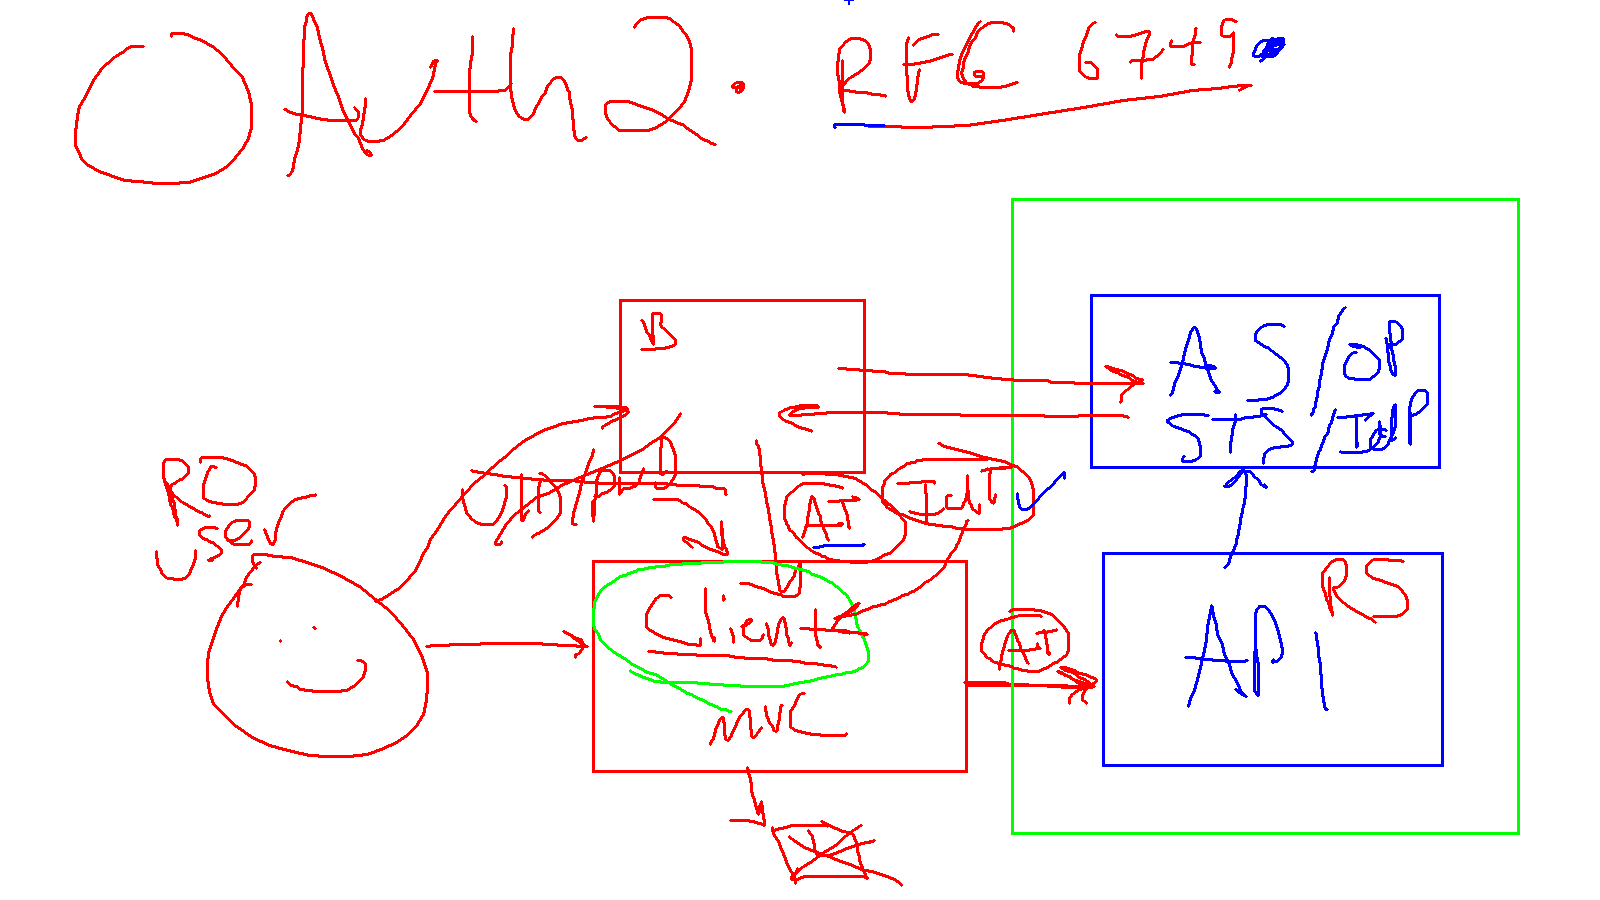 OAuth2. RFC 6749
B
AS/OP
STS/IdP
RO
User
UID/pwd
AT
IdT
Client
MVC
AT
RS
API